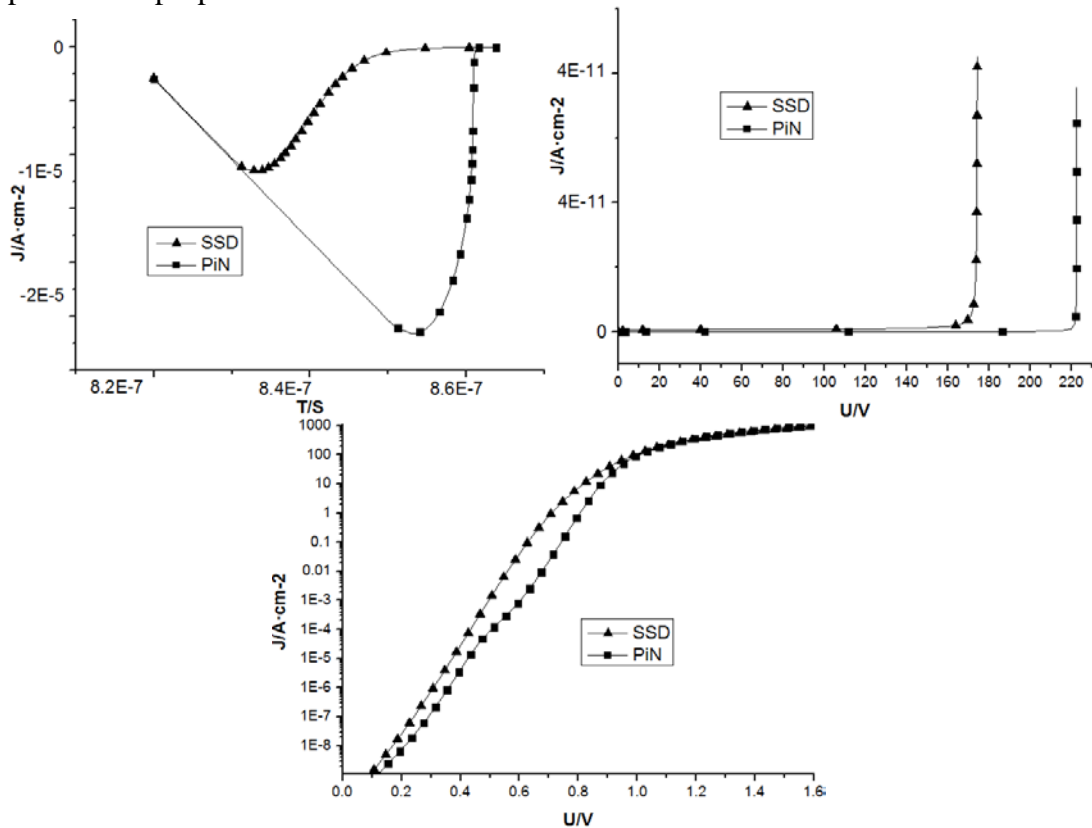 0
-1E-5
-2E-5
J/A·cm-2
SSD
PiN
8.2E-7
8.4E-7
8.6E-7
T/S
4E-11
4E-11
0
J/A·cm-2
SSD
PiN
0 20 40 60 80 100 120 140 160 180 200 220
U/V
1000
100
10
1
0.1
0.01
1E-3
1E-4
1E-5
1E-6
1E-7
1E-8
J/A·cm-2
SSD
PiN
0.0 0.2 0.4 0.6 0.8 1.0 1.2 1.4 1.6
U/V